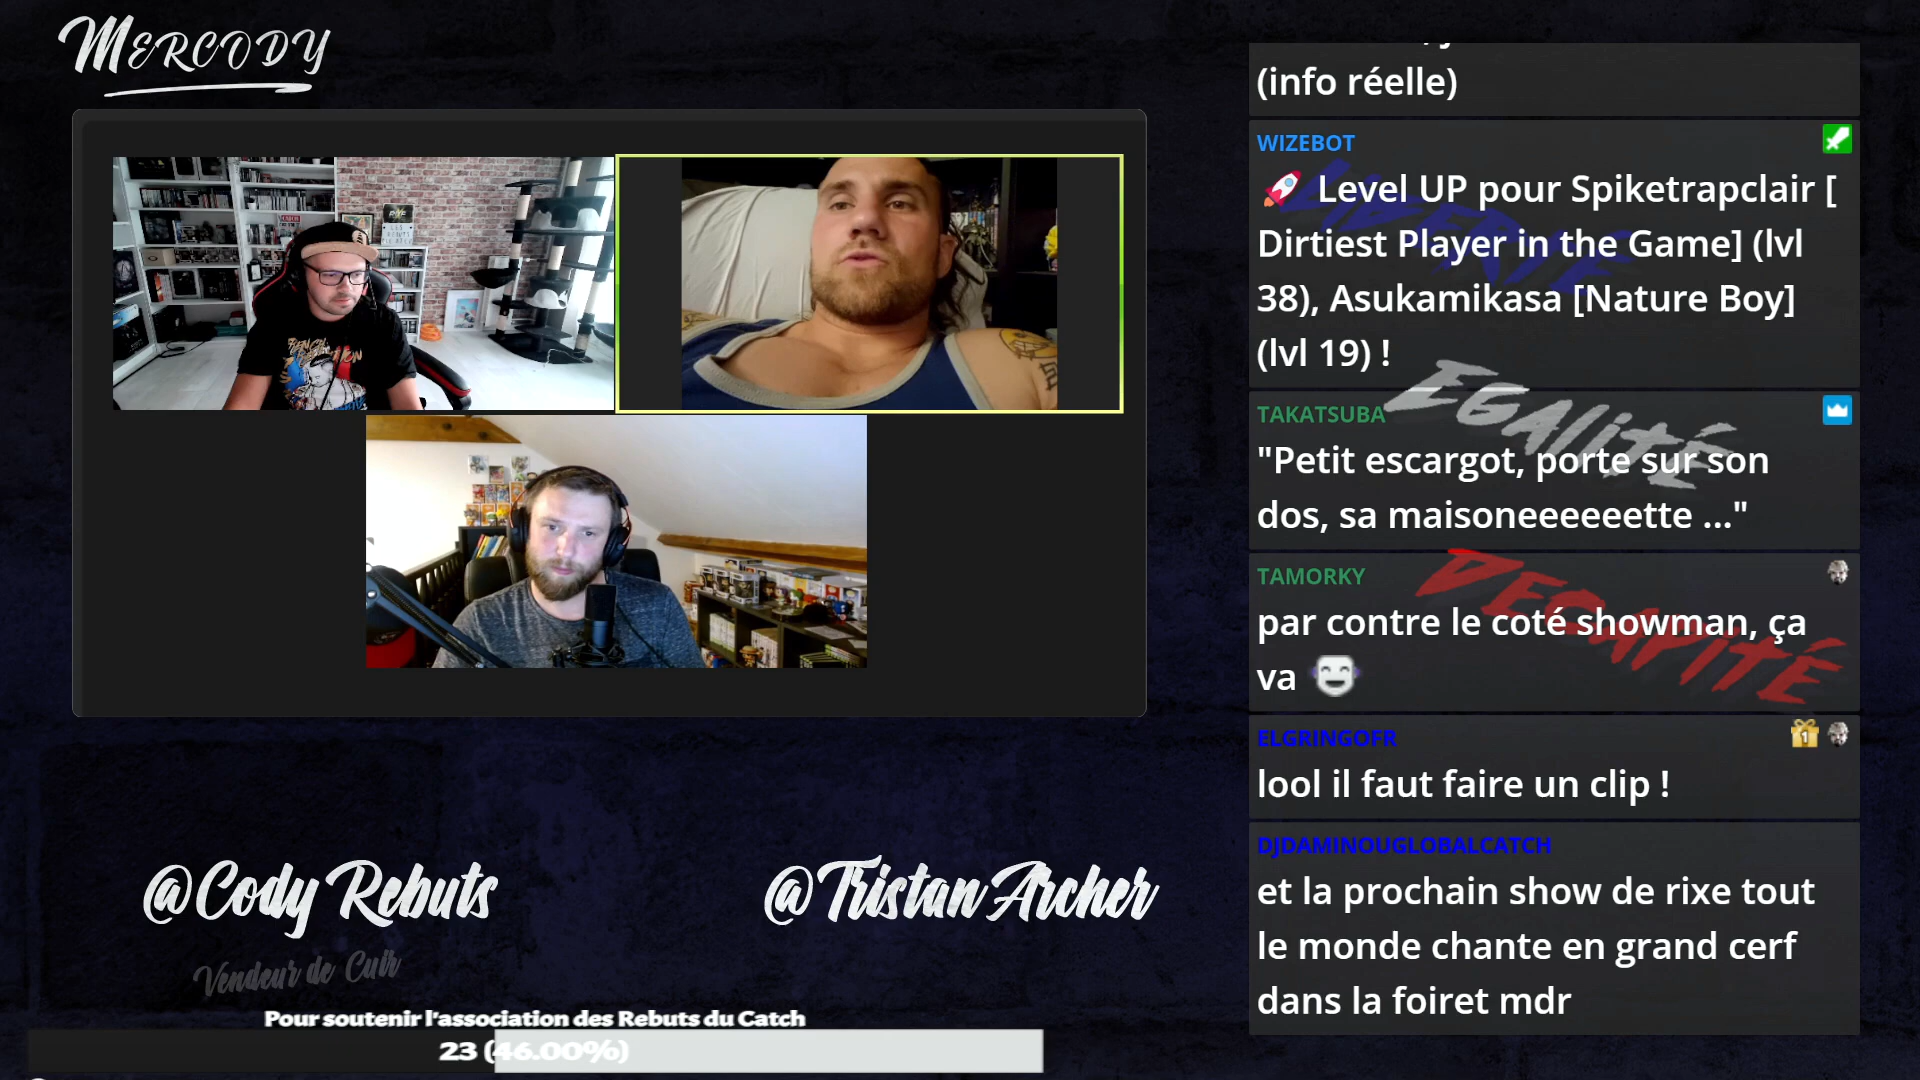 MERCODY
(info réelle)
WIZEBOT
🚀 Level UP pour Spiketrapclair [
Dirtiest Player in the Game] (lvl
38), Asukamikasa [Nature Boy]
(lvl 19) !
LIBERTÉ
TAKATSUBA
"Petit escargot, porte sur son
dos, sa maisoneeeeeette ..."
EGAlitÉ
TAMORKY
par contre le coté showman, ça
va
DECAPITÉ
ELGRINGOFR
lool il faut faire un clip !
DJDAMINOUGLOBALCATCH
et la prochain show de rixe tout
le monde chante en grand cerf
dans la foiret mdr
@Cody Rebuts
@Tristan Archer
Vendeur de Cuir
Pour soutenir l'association des Rebuts du Catch
23 (46.00%)